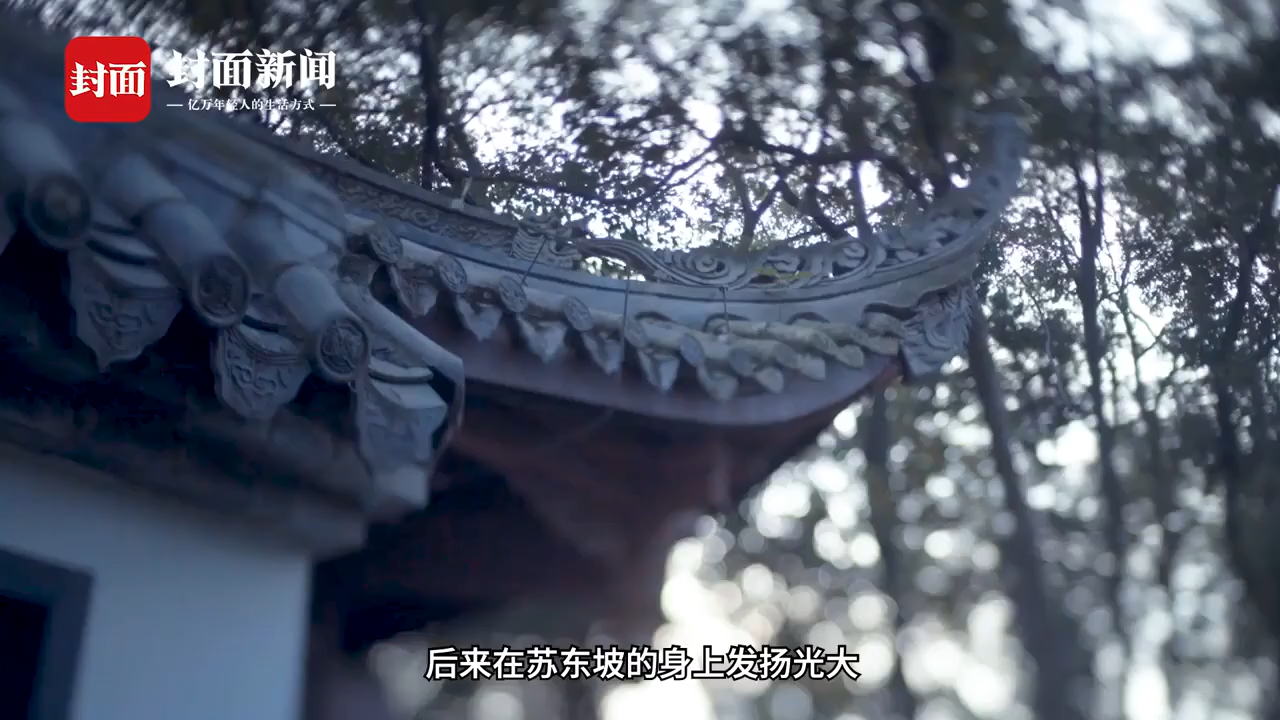 封面
封面新闻
亿万年轻人的生活方式
后来在苏东坡的身上发扬光大